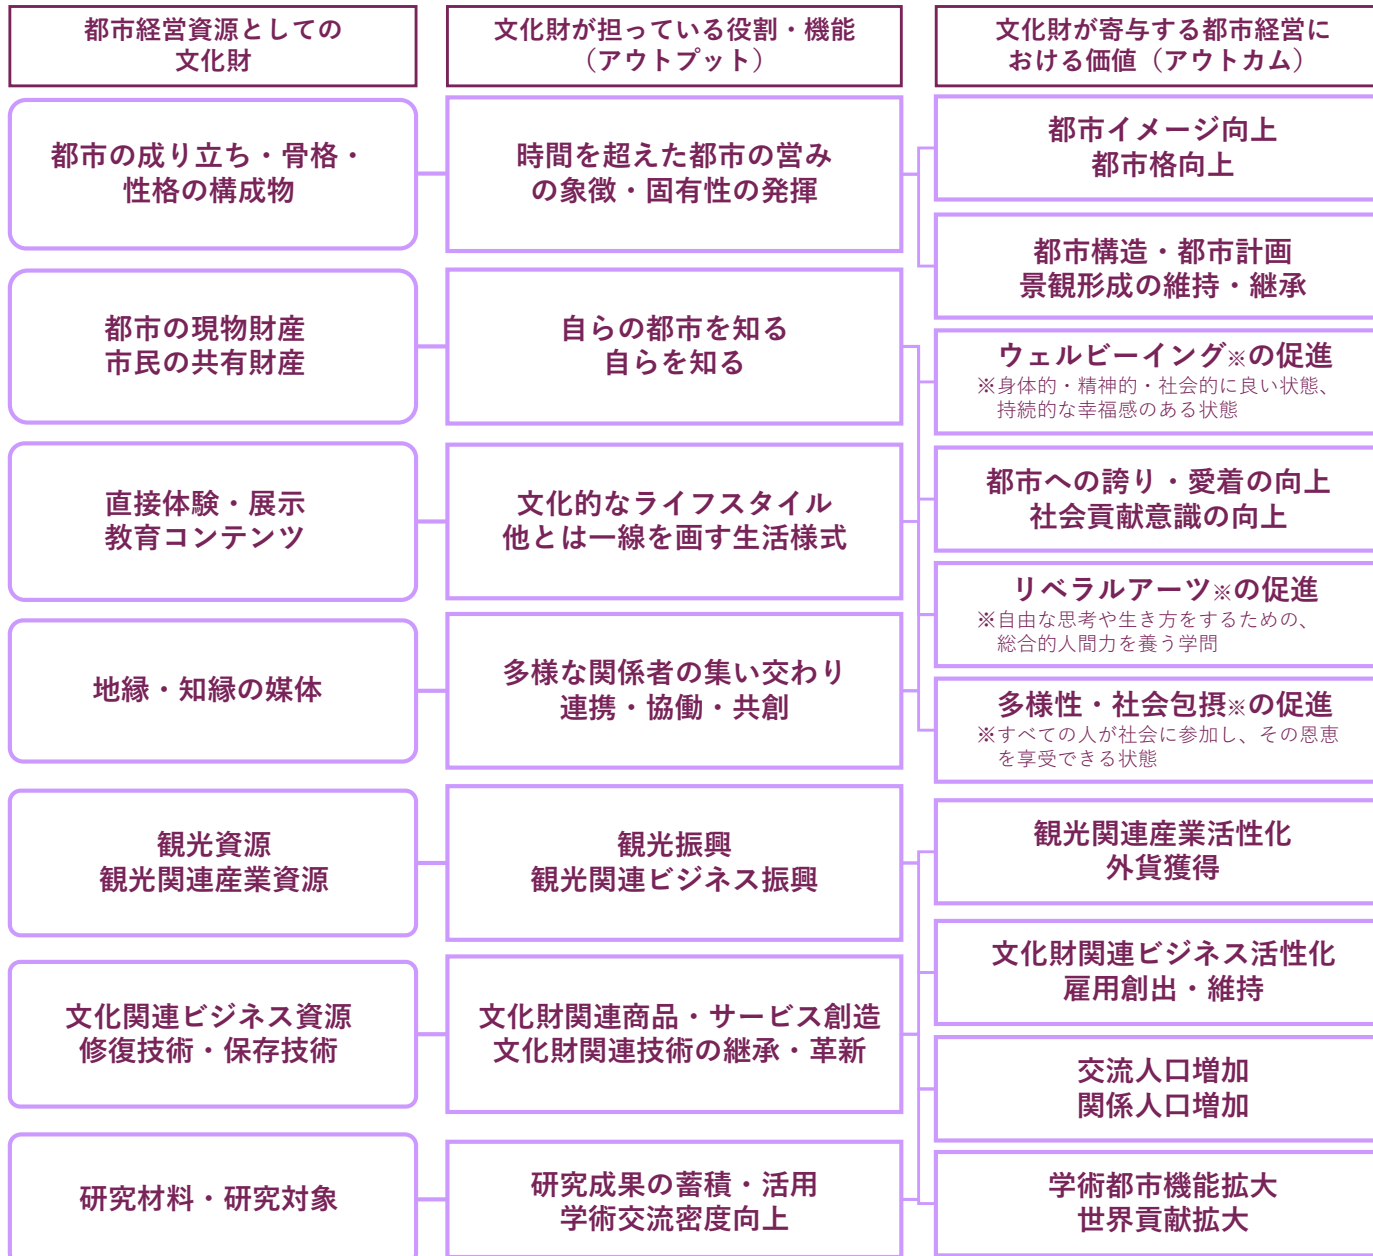 都市経営資源としての
文化財
文化財が担っている役割・機能
（アウトプット）
文化財が寄与する都市経営に
おける価値（アウトカム）
都市の成り立ち・骨格・
性格の構成物
時間を超えた都市の営み
の象徴・固有性の発揮
都市イメージ向上
都市格向上
都市構造・都市計画
景観形成の維持・継承
都市の現物財産
市民の共有財産
自らの都市を知る
自らを知る
ウェルビーイング※の促進
※身体的・精神的・社会的に良い状態、
持続的な幸福感のある状態
直接体験・展示
教育コンテンツ
文化的なライフスタイル
他とは一線を画す生活様式
都市への誇り・愛着の向上
社会貢献意識の向上
リベラルアーツ※の促進
※自由な思考や生き方をするための、
総合的人間力を養う学問
地縁・知縁の媒体
多様な関係者の集い交わり
連携・協働・共創
多様性・社会包摂※の促進
※すべての人が社会に参加し、その恩恵
を享受できる状態
観光資源
観光関連産業資源
観光振興
観光関連ビジネス振興
観光関連産業活性化
外貨獲得
文化財関連ビジネス活性化
雇用創出・維持
文化関連ビジネス資源
修復技術・保存技術
文化財関連商品・サービス創造
文化財関連技術の継承・革新
交流人口増加
関係人口増加
研究材料・研究対象
研究成果の蓄積・活用
学術交流密度向上
学術都市機能拡大
世界貢献拡大